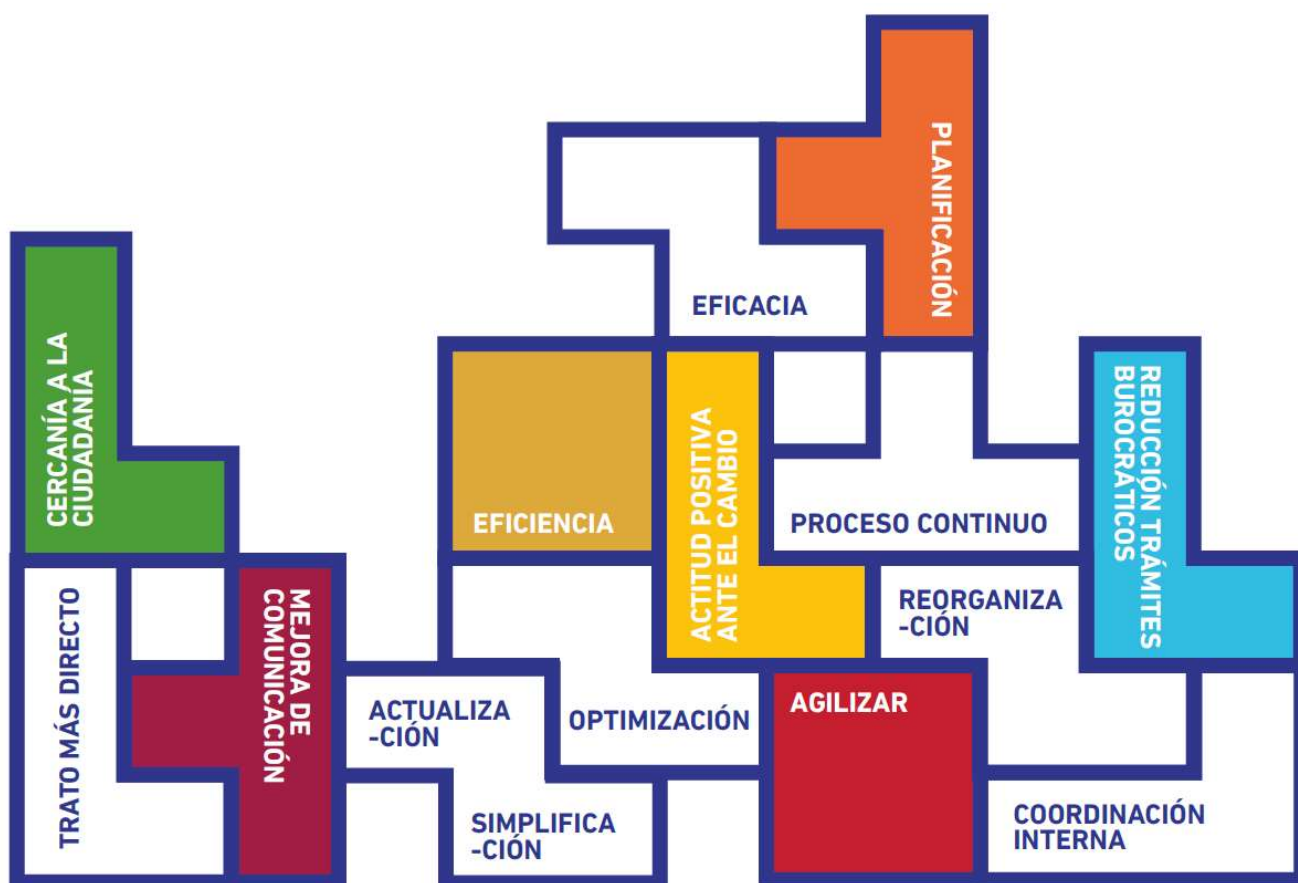 PLANIFICACIÓN
EFICACIA
CERCANÍA A LA
CIUDADANÍA
EFICIENCIA
ACTITUD POSITIVA
ANTE EL CAMBIO
PROCESO CONTINUO
REDUCCIÓN TRÁMITES
BUROCRÁTICOS
TRATO MÁS DIRECTO
MEJORA DE
COMUNICACIÓN
REORGANIZA
-CIÓN
ACTUALIZA
-CIÓN
OPTIMIZACIÓN
AGILIZAR
SIMPLIFICA
-CIÓN
COORDINACIÓN
INTERNA